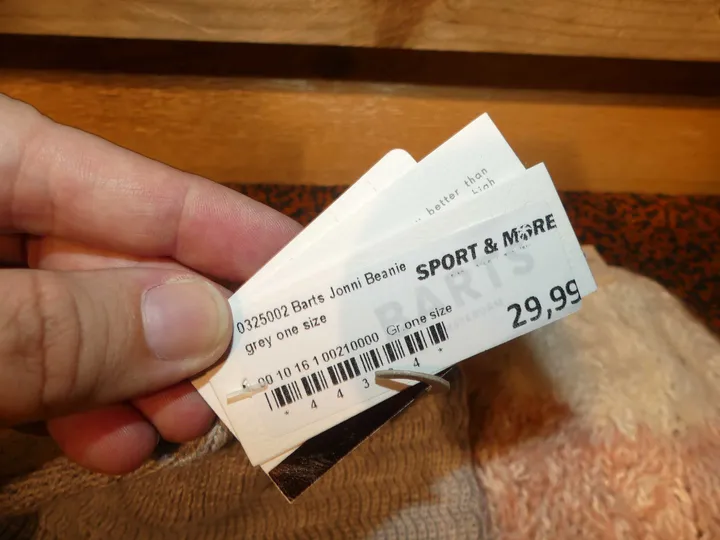 better than
high
SPORT & MORE
0325002 Barts Jonni Beanie
grey one size
BARTS
29,99
00 10 16 1 00210000 Gr.one size
* 4 4 3 4 *